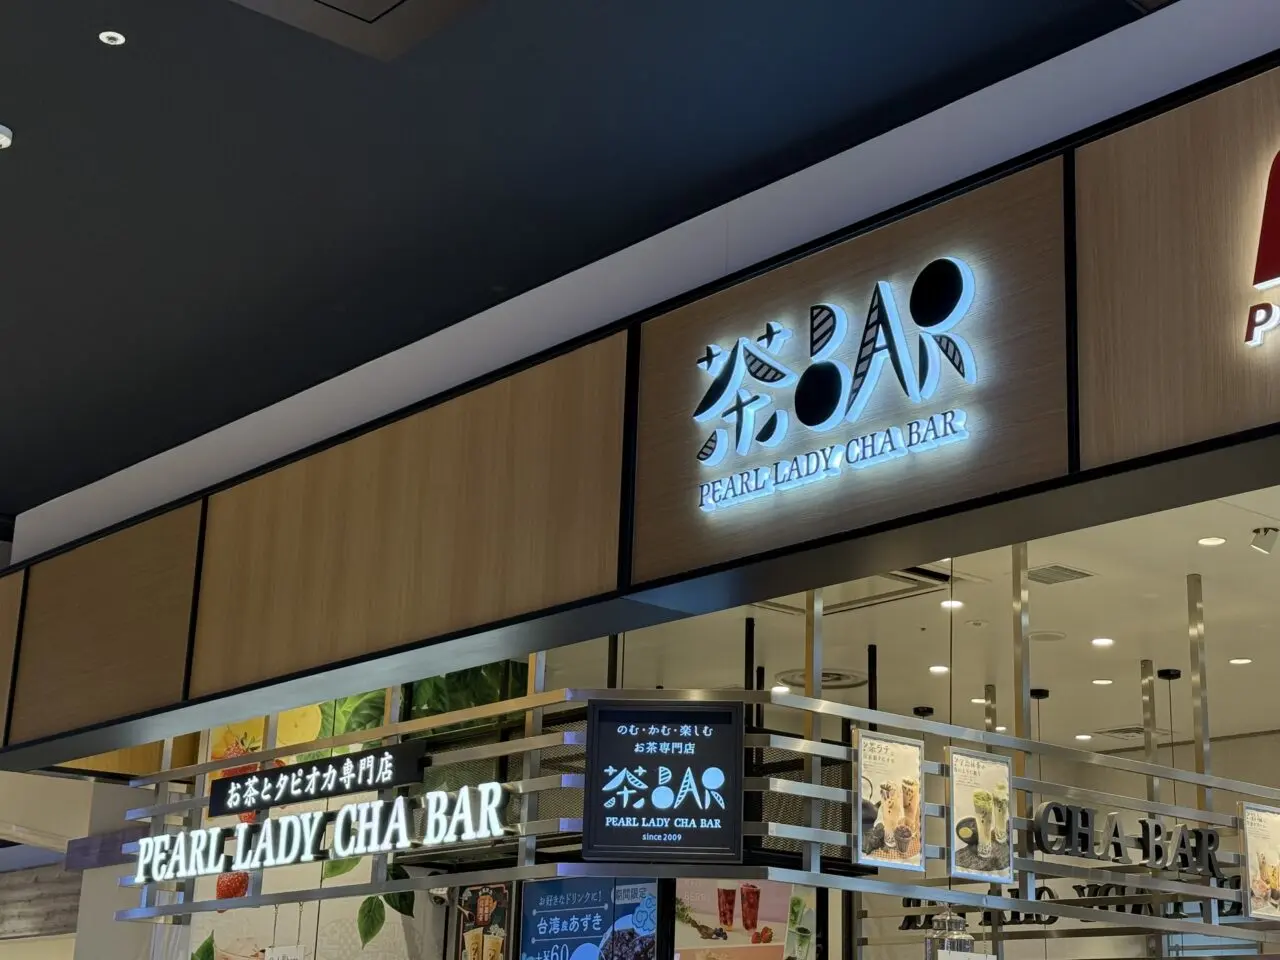 茶BAR
PEARL LADY CHA BAR
P
お茶とタピオカ専門店
PEARL LADY CHA BAR
のむ・かむ・楽しむ
お茶専門店
茶BAR
PEARL LADY CHA BAR
since 2009
CHA BAR
お好きなドリンクに!
台湾産あずき
+¥60
期間限定